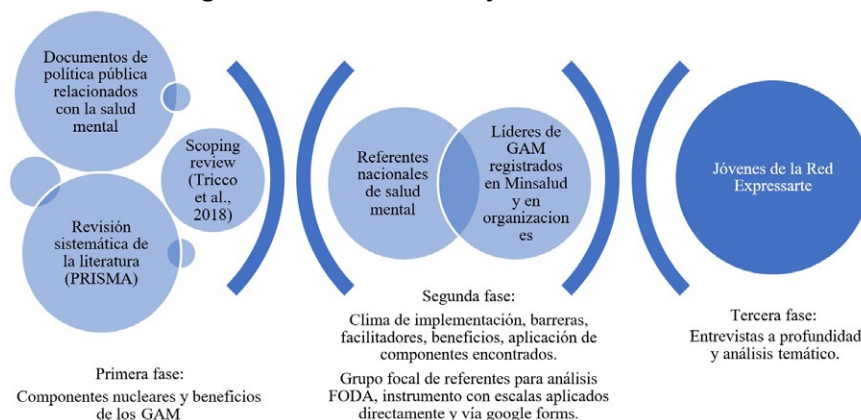 Documentos de
política pública
relacionados
con la salud
mental
Scoping
review
(Tricco et
al., 2018)
Revisión
sistemática de
la literatura
(PRISMA)
Primera fase:
Componentes nucleares y beneficios
de los GAM
Referentes
nacionales
de salud
mental
Líderes de
GAM
registrados
en Minsalud
y en
organizacion
es
Segunda fase:
Clima de implementación, barreras,
facilitadores, beneficios, aplicación de
componentes encontrados.
Grupo focal de referentes para análisis
FODA, instrumento con escalas aplicados
directamente y vía google forms.
Jóvenes de la Red
Expressarte
Tercera fase:
Entrevistas a profundidad
y análisis temático.